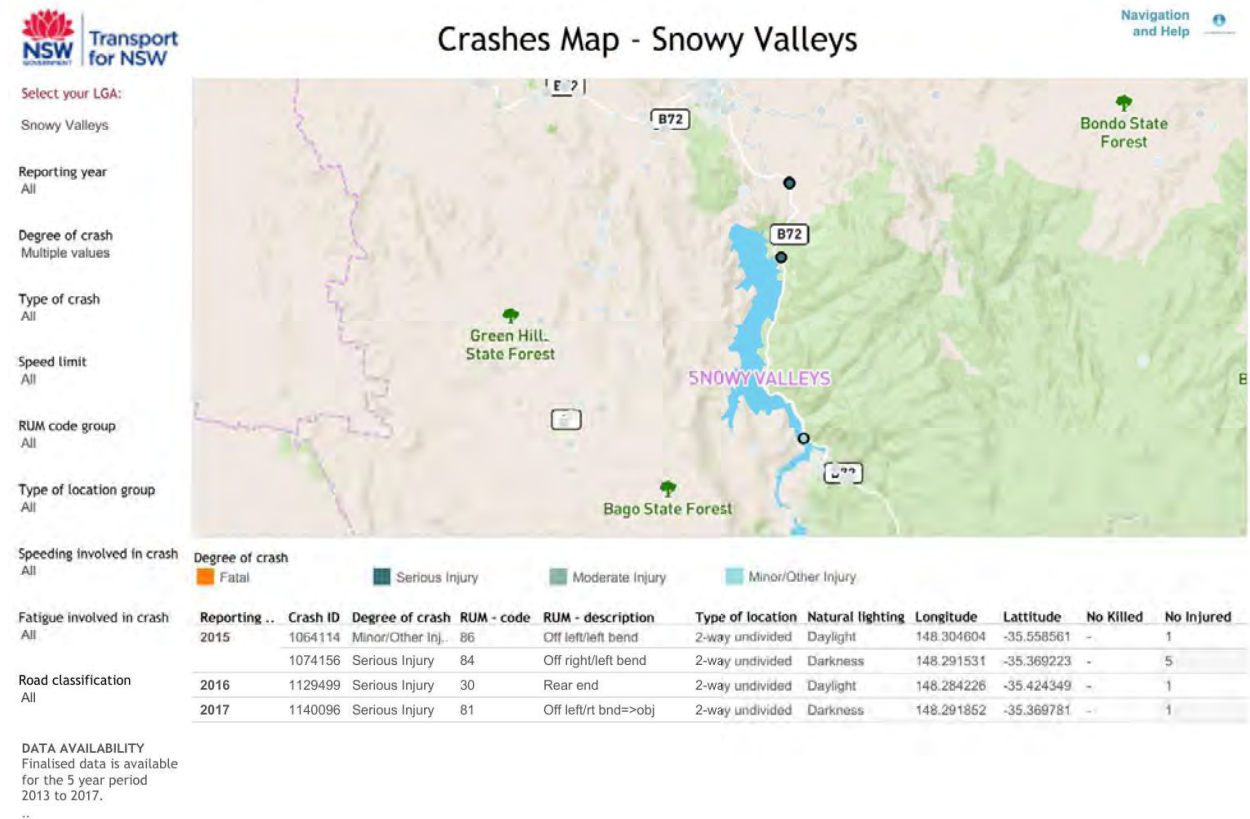 NSW
GOVERNMENT
Transport
for NSW
Crashes Map - Snowy Valleys
Navigation
and Help
Select your LGA:
Snowy Valleys
Reporting year
All
Degree of crash
Multiple values
Type of crash
All
Speed limit
All
RUM code group
All
Type of location group
All
Speeding involved in crash
All
Fatigue involved in crash
All
Road classification
All
DATA AVAILABILITY
Finalised data is available
for the 5 year period
2013 to 2017.
..
B72
Bondo State
Forest
B72
Green Hill
State Forest
SNOWY VALLEYS
B
Bago State Forest
Degree of crash
Fatal Serious Injury Moderate Injury Minor/Other Injury
Reporting .. Crash ID Degree of crash RUM - code RUM - description Type of location Natural lighting Longitude Lattitude No Killed No Injured
2015 1064114 Minor/Other Inj.. 86 Off left/left bend 2-way undivided Daylight 148.304604 -35.558561 - 1
1074156 Serious Injury 84 Off right/left bend 2-way undivided Darkness 148.291531 -35.369223 - 5
2016 1129499 Serious Injury 30 Rear end 2-way undivided Daylight 148.284226 -35.424349 - 1
2017 1140096 Serious Injury 81 Off left/rt bnd=>obj 2-way undivided Darkness 148.291852 -35.369781 - 1